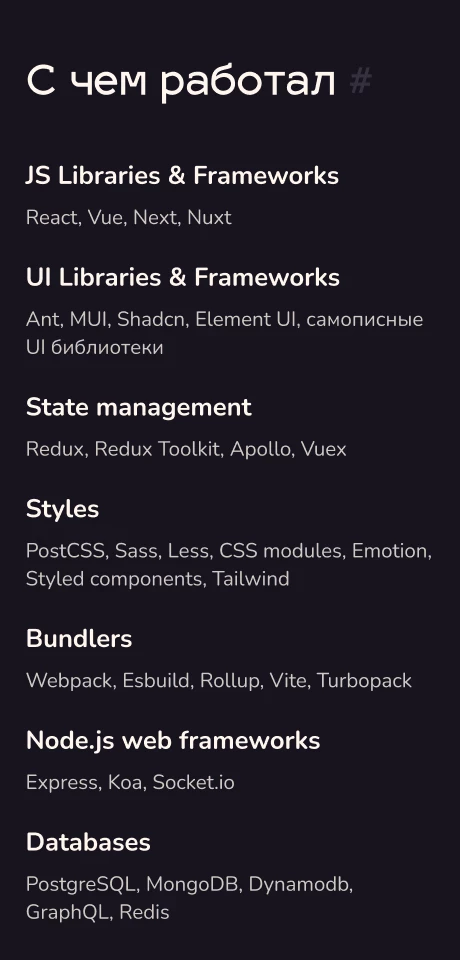 С чем работал #
JS Libraries & Frameworks
React, Vue, Next, Nuxt
UI Libraries & Frameworks
Ant, MUI, Shadcn, Element UI, самописные
UI библиотеки
State management
Redux, Redux Toolkit, Apollo, Vuex
Styles
PostCSS, Sass, Less, CSS modules, Emotion,
Styled components, Tailwind
Bundlers
Webpack, Esbuild, Rollup, Vite, Turbopack
Node.js web frameworks
Express, Koa, Socket.io
Databases
PostgreSQL, MongoDB, Dynamodb,
GraphQL, Redis